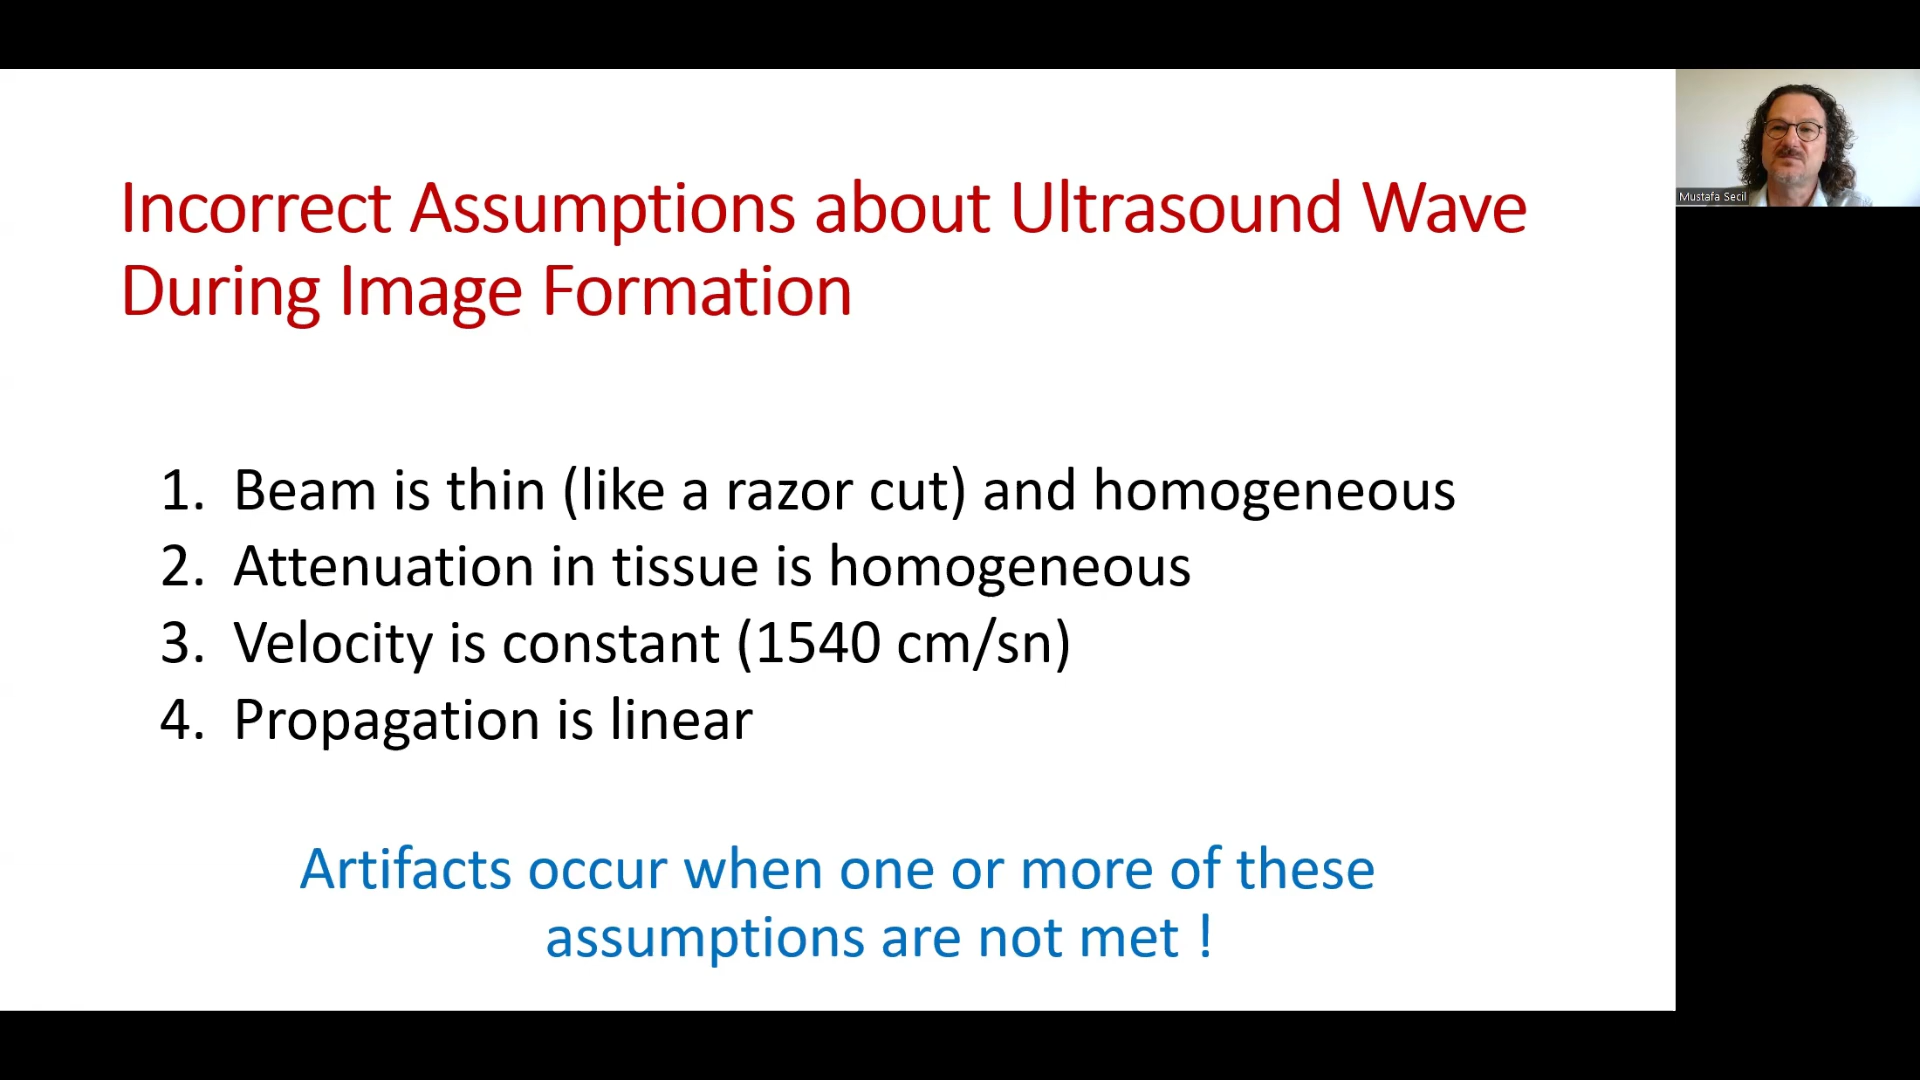 Incorrect Assumptions about Ultrasound Wave
During Image Formation
1. Beam is thin (like a razor cut) and homogeneous
2. Attenuation in tissue is homogeneous
3. Velocity is constant (1540 cm/sn)
4. Propagation is linear
Artifacts occur when one or more of these
assumptions are not met !
Mustafa Secil